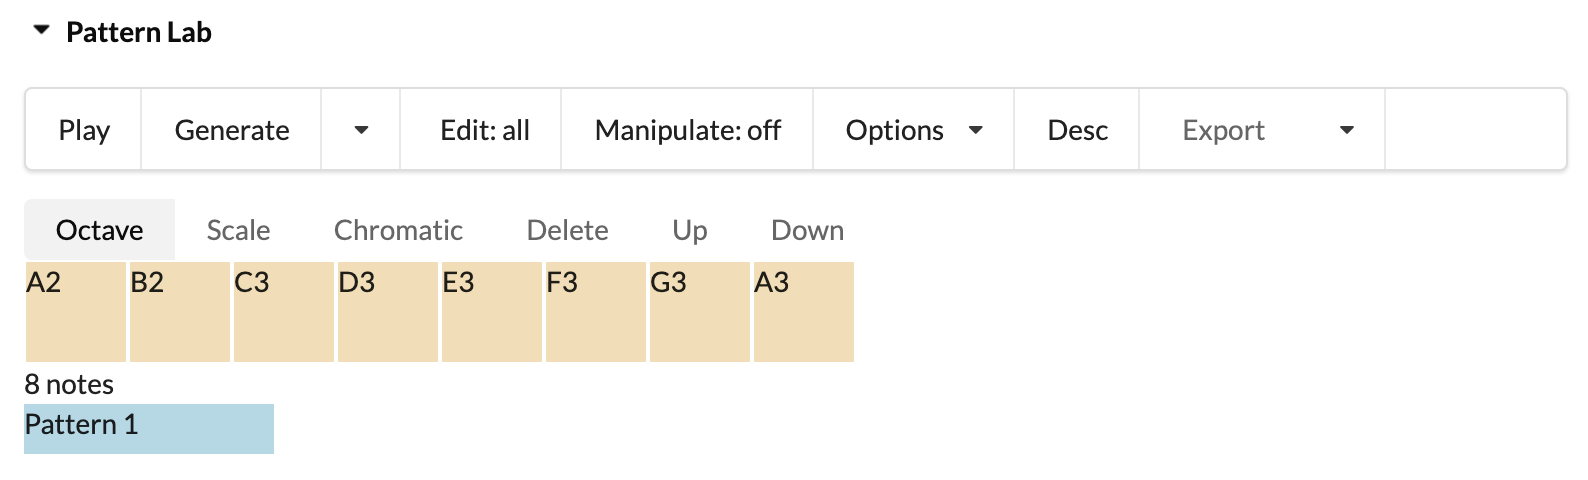 Pattern Lab
Play Generate Edit: all Manipulate: off Options Desc Export
Octave Scale Chromatic Delete Up Down
A2 B2 C3 D3 E3 F3 G3 A3
8 notes
Pattern 1